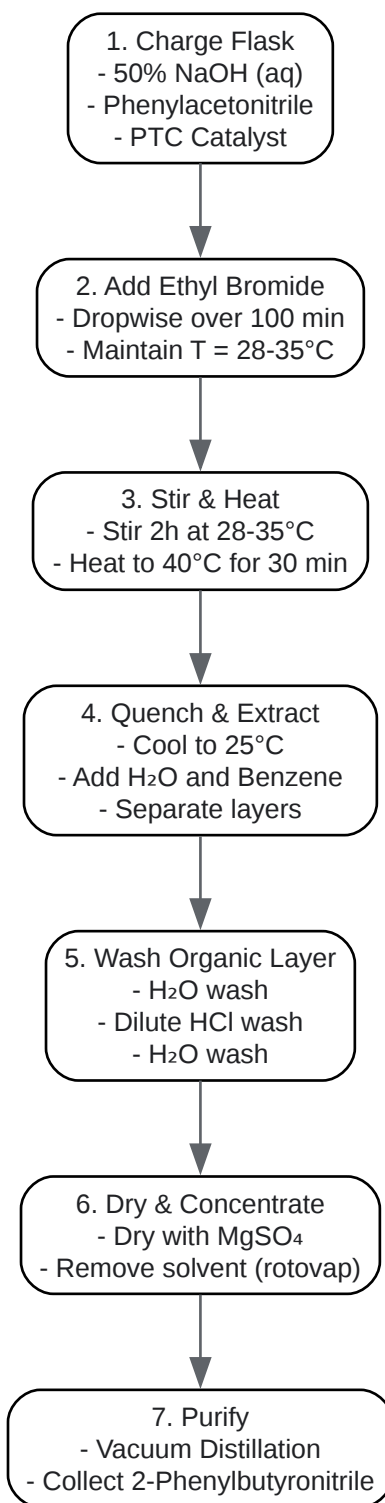 1. Charge Flask
- 50% NaOH (aq)
- Phenylacetonitrile
- PTC Catalyst
2. Add Ethyl Bromide
- Dropwise over 100 min
- Maintain T = 28-35°C
3. Stir & Heat
- Stir 2h at 28-35°C
- Heat to 40°C for 30 min
4. Quench & Extract
- Cool to 25°C
- Add H₂O and Benzene
- Separate layers
5. Wash Organic Layer
- H₂O wash
- Dilute HCl wash
- H₂O wash
6. Dry & Concentrate
- Dry with MgSO₄
- Remove solvent (rotovap)
7. Purify
- Vacuum Distillation
- Collect 2-Phenylbutyronitrile